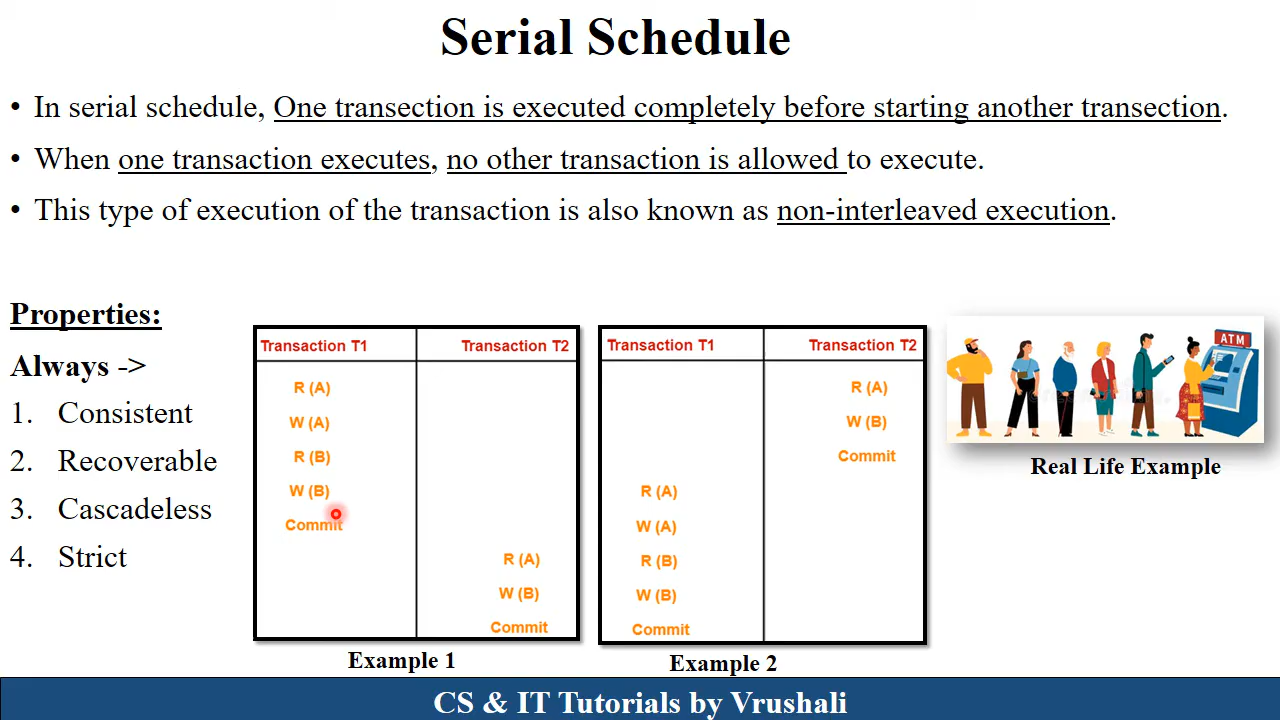 Serial Schedule
• In serial schedule, One transection is executed completely before starting another transection.
• When one transaction executes, no other transaction is allowed to execute.
• This type of execution of the transaction is also known as non-interleaved execution.
Properties:
Always ->
1. Consistent
2. Recoverable
3. Cascadeless
4. Strict
Transaction T1 Transaction T2
R (A)
W (A)
R (B)
W (B)
Commit
R (A)
W (B)
Commit
Example 1
Transaction T1 Transaction T2
R (A)
W (B)
Commit
R (A)
W (A)
R (B)
W (B)
Commit
Example 2
ATM
Real Life Example
CS & IT Tutorials by Vrushali